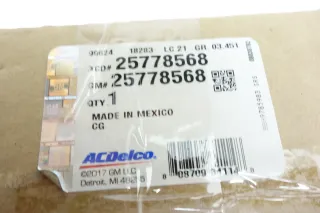 18283 LC 21 GR 03.451
ACD# 25778568
GM# 25778568
QTY 1
MADE IN MEXICO
CG
ACDelco
©2017 GM LLC
Detroit, MI